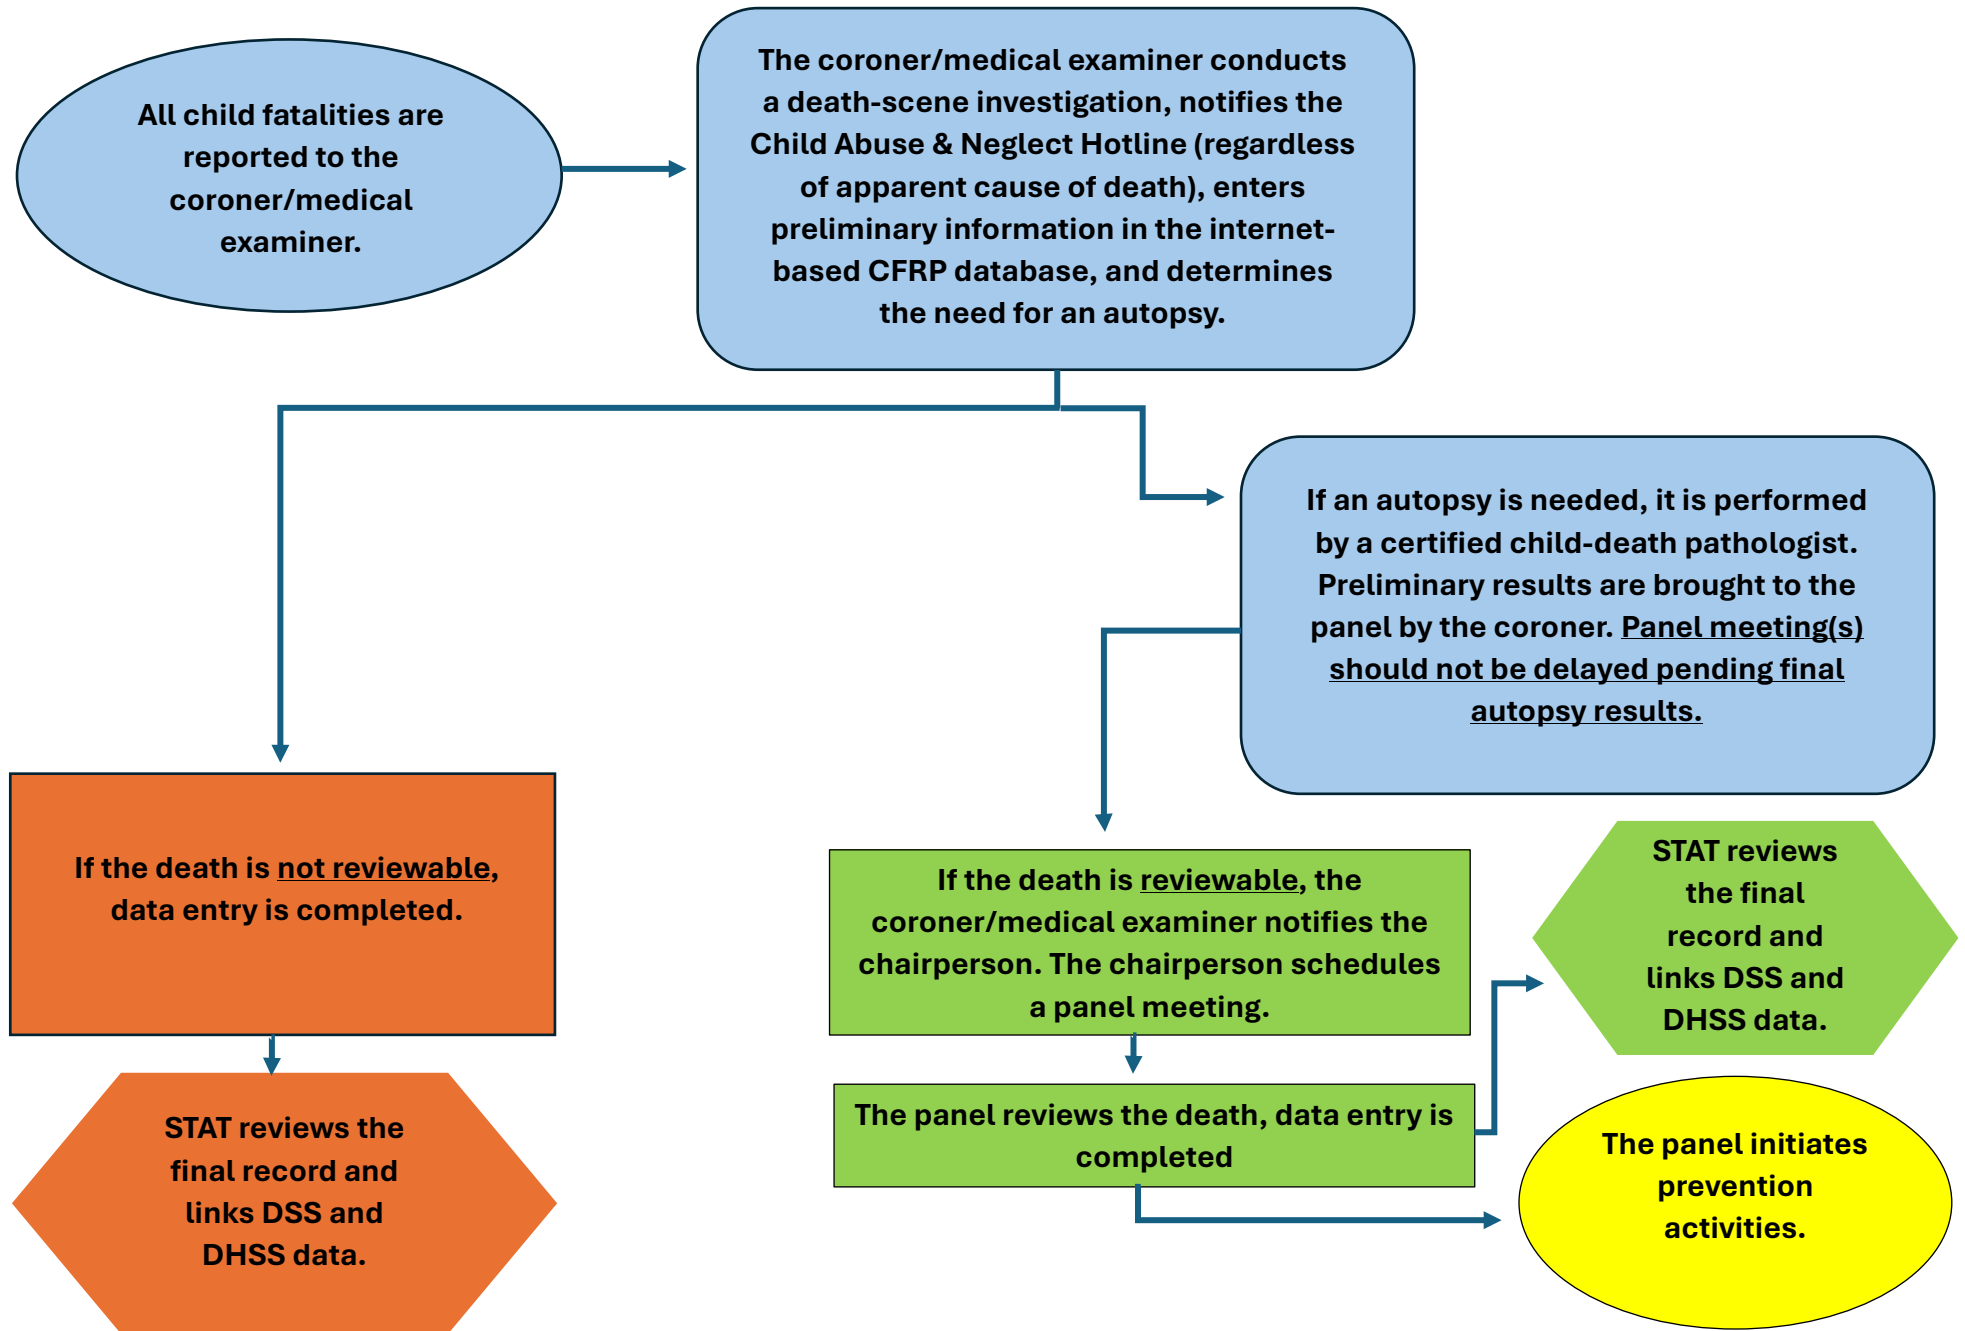 All child fatalities are
reported to the
coroner/medical
examiner.
The coroner/medical examiner conducts
a death-scene investigation, notifies the
Child Abuse & Neglect Hotline (regardless
of apparent cause of death), enters
preliminary information in the internet-
based CFRP database, and determines
the need for an autopsy.
If an autopsy is needed, it is performed
by a certified child-death pathologist.
Preliminary results are brought to the
panel by the coroner. Panel meeting(s)
should not be delayed pending final
autopsy results.
If the death is not reviewable,
data entry is completed.
If the death is reviewable, the
coroner/medical examiner notifies the
chairperson. The chairperson schedules
a panel meeting.
STAT reviews
the final
record and
links DSS and
DHSS data.
STAT reviews the
final record and
links DSS and
DHSS data.
The panel reviews the death, data entry is
completed
The panel initiates
prevention
activities.